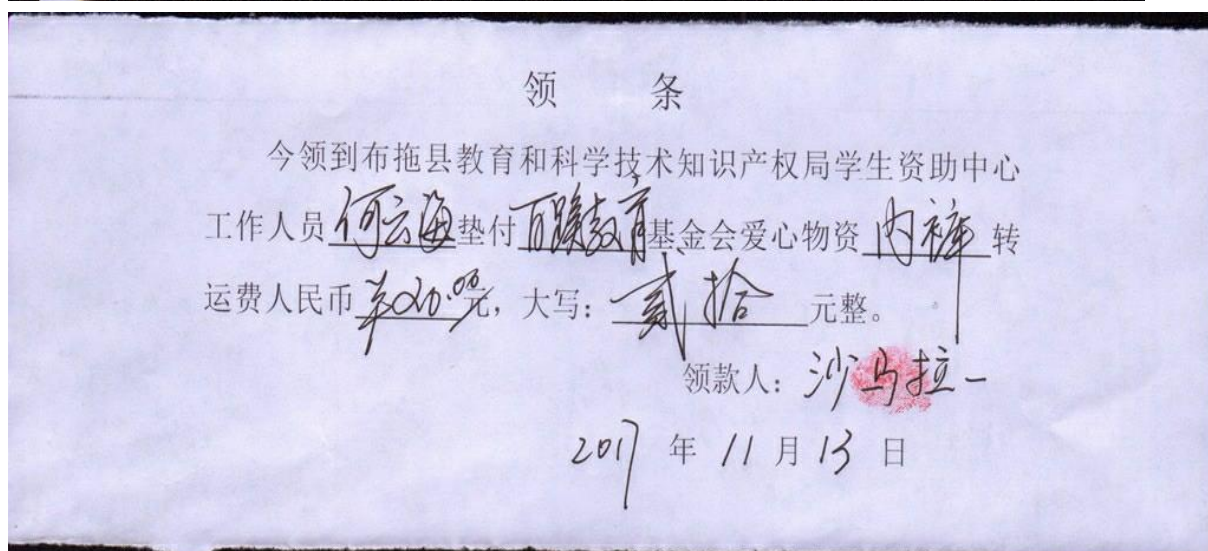 领 条
今领到布拖县教育和科学技术知识产权局学生资助中心
工作人员何云海垫付百蹊教育基金会爱心物资内裤转
运费人民币¥20.00元，大写：贰拾元整。
领款人：沙马拉一
2017年11月13日